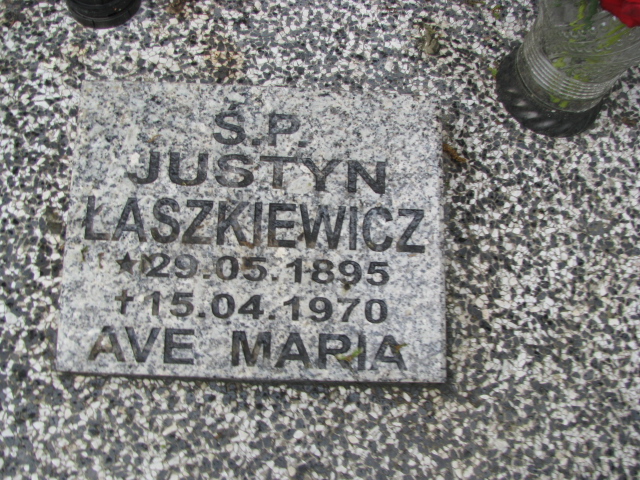 Ś.P.
JUSTYN
ŁASZKIEWICZ
★29.05.1895
†15.04.1970
AVE MARIA